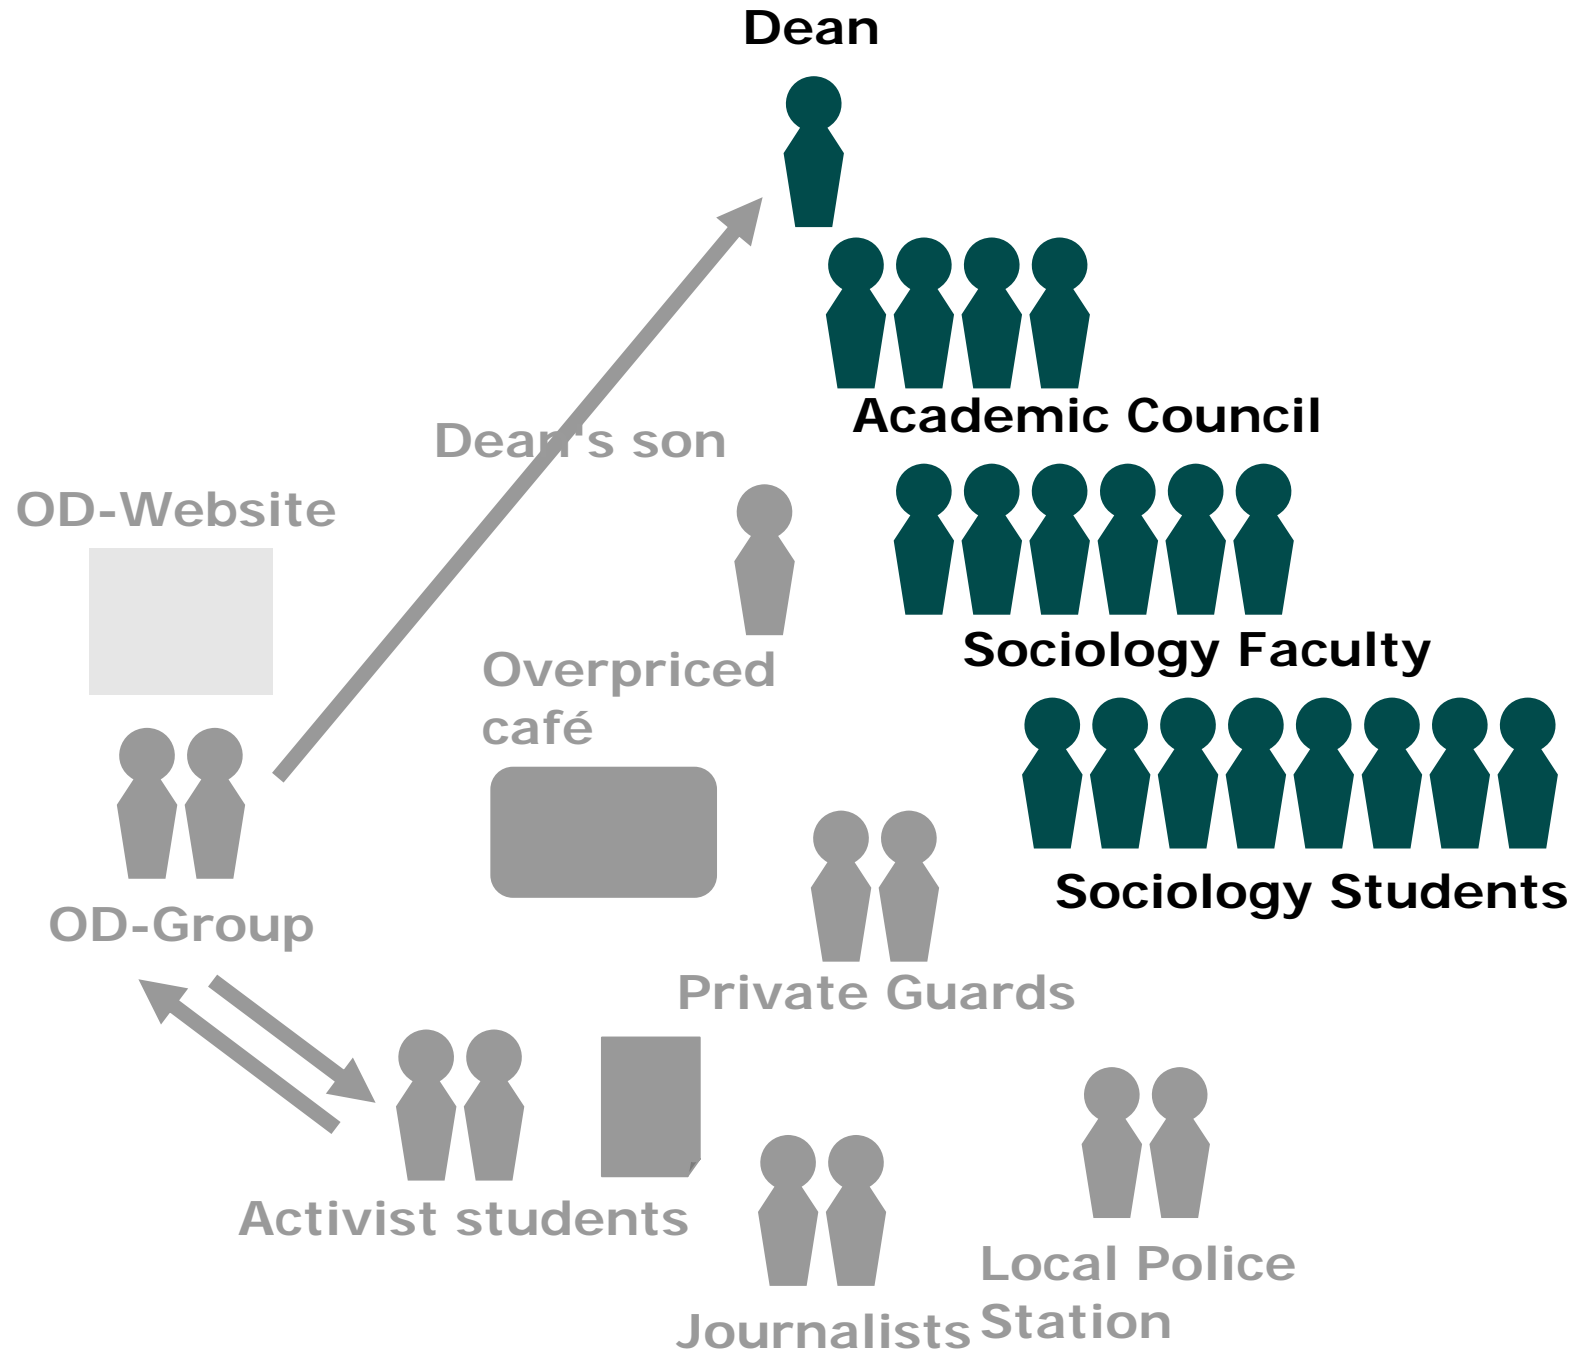 Dean
Academic Council
Dean's son
OD-Website
Sociology Faculty
Overpriced
café
Sociology Students
OD-Group
Private Guards
Activist students
Local Police
Station
Journalists